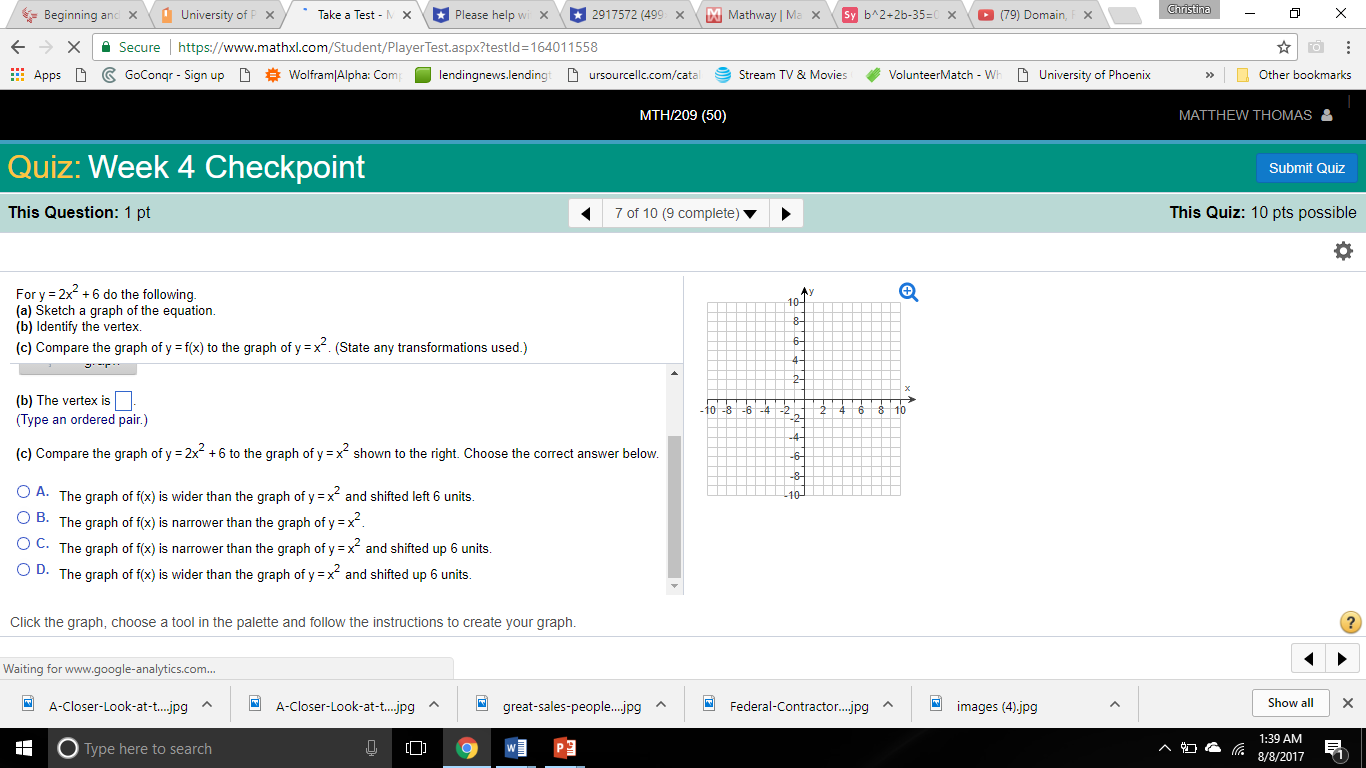 Beginning and
University of P
Take a Test - M
Please help w
2917572 (499
Mathway | Ma
Sy b^2+2b-35=0
(79) Domain,
Christina
Secure | https://www.mathxl.com/Student/PlayerTest.aspx?testId=164011558
Apps
GoConqr - Sign up
Wolfram|Alpha: Com
lendingnews.lending
ursourcellc.com/cata
Stream TV & Movies
VolunteerMatch - Wh
University of Phoenix
»
Other bookmarks
MTH/209 (50)
MATTHEW THOMAS
Quiz: Week 4 Checkpoint
Submit Quiz
This Question: 1 pt
7 of 10 (9 complete)
This Quiz: 10 pts possible
For y = 2x² + 6 do the following.
(a) Sketch a graph of the equation.
(b) Identify the vertex.
(c) Compare the graph of y = f(x) to the graph of y = x². (State any transformations used.)
(b) The vertex is .
(Type an ordered pair.)
(c) Compare the graph of y = 2x² + 6 to the graph of y = x² shown to the right. Choose the correct answer below.
A. The graph of f(x) is wider than the graph of y = x² and shifted left 6 units.
B. The graph of f(x) is narrower than the graph of y = x².
C. The graph of f(x) is narrower than the graph of y = x² and shifted up 6 units.
D. The graph of f(x) is wider than the graph of y = x² and shifted up 6 units.
y
10
8
6
4
2
x
-10 -8 -6 -4 -2 2 4 6 8 10
-2
-4
-6
-8
-10
Click the graph, choose a tool in the palette and follow the instructions to create your graph.
?
Waiting for www.google-analytics.com...
A-Closer-Look-at-t....jpg
A-Closer-Look-at-t....jpg
great-sales-people....jpg
Federal-Contractor....jpg
images (4).jpg
Show all
Type here to search
1:39 AM
8/8/2017
1